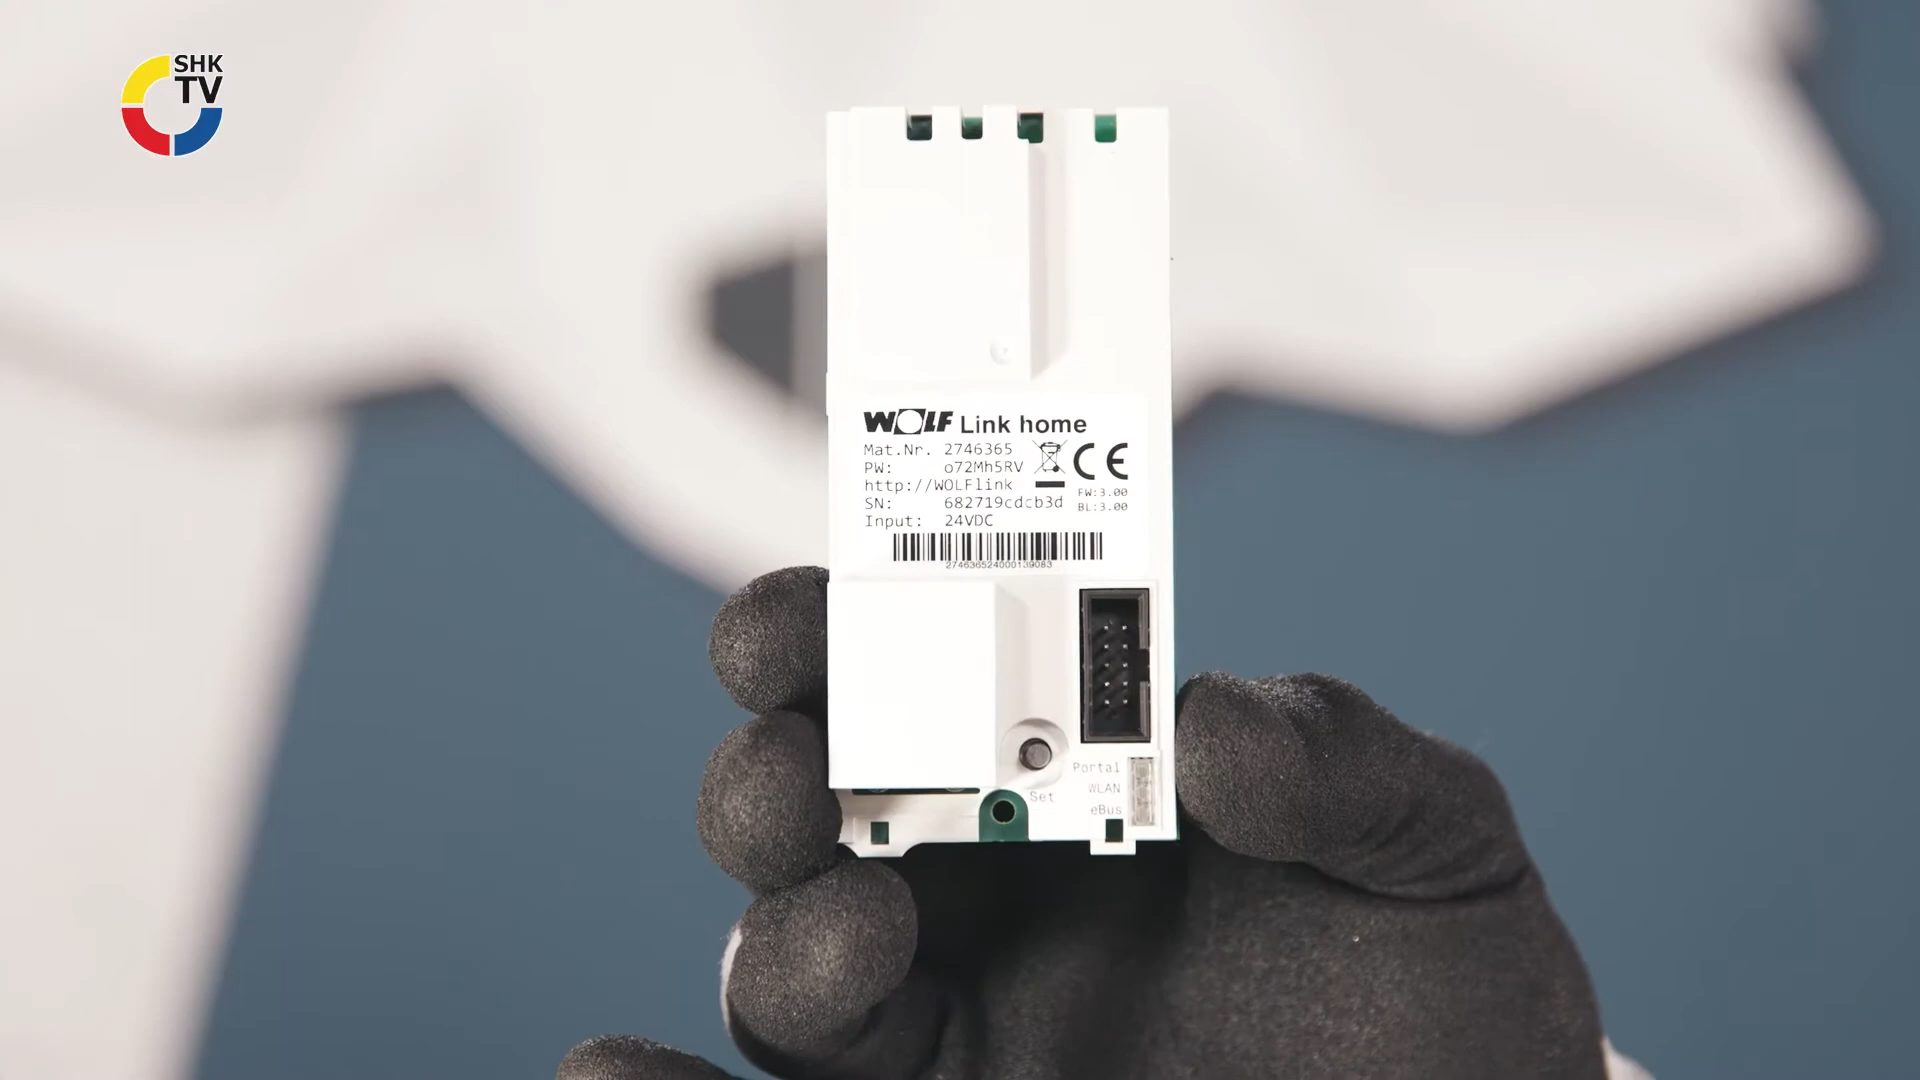 SHK
TV
WOLF Link home
Mat.Nr. 2746365
PW: o72Mh5RV
http://WOLFlink
SN: 682719cdcb3d
Input: 24VDC
CE
FW:3.00
BL:3.00
274636524000139083
Set
Portal
WLAN
eBus